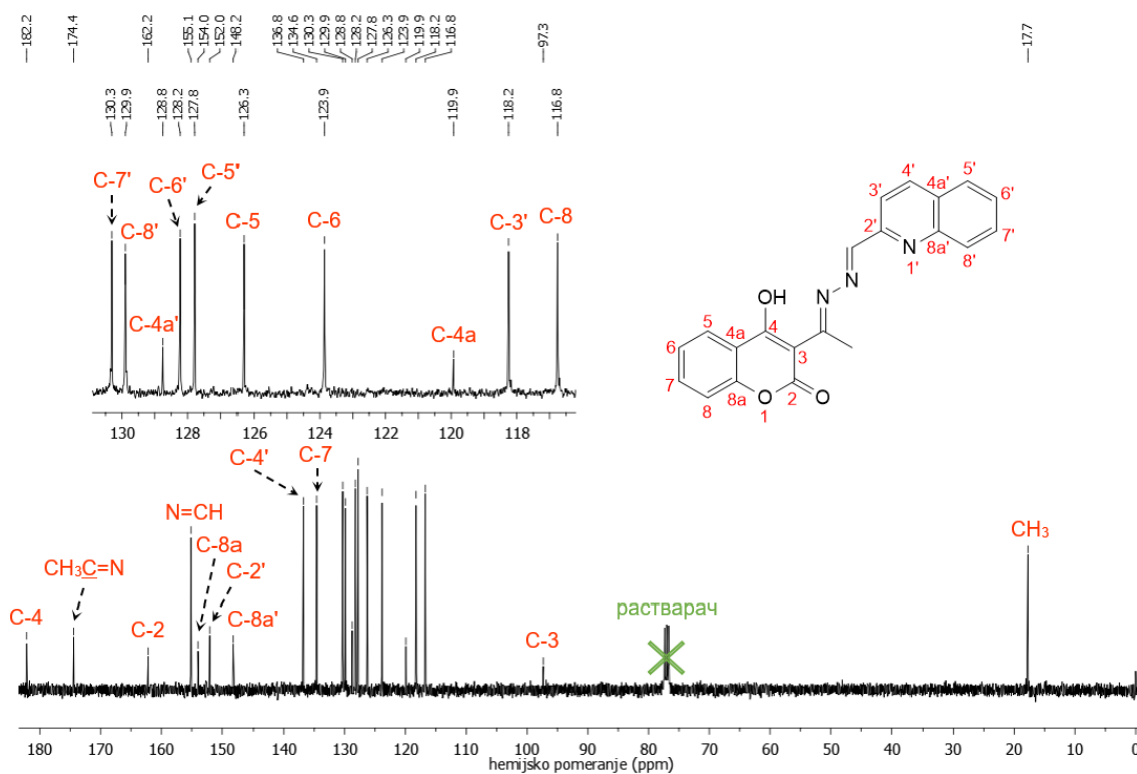 182.2 174.4 162.2 155.1 154.0 152.0 148.2 136.8 134.6 130.3 129.9 128.8 128.2 127.8 126.3 123.9 119.9 118.2 116.8 97.3 17.7
130.3 129.9 128.8 128.2 127.8 126.3 123.9 119.9 118.2 116.8
C-7'
C-8'
C-4a'
C-6'
C-5'
C-5
C-6
C-4a
C-3'
C-8
130 128 126 124 122 120 118
4' 5'
3' 4a' 6'
2' N 8a' 7'
1' 8'
N
OH N
5 4
6 4a 3
7 8a O 2 O
8 1
C-4' C-7
N=CH
C-8a
CH3C=N
C-2'
C-4 C-2 C-8a'
C-3
растварач
CH3
180 170 160 150 140 130 120 110 100 90 80 70 60 50 40 30 20 10 0
hemijsko pomeranje (ppm)